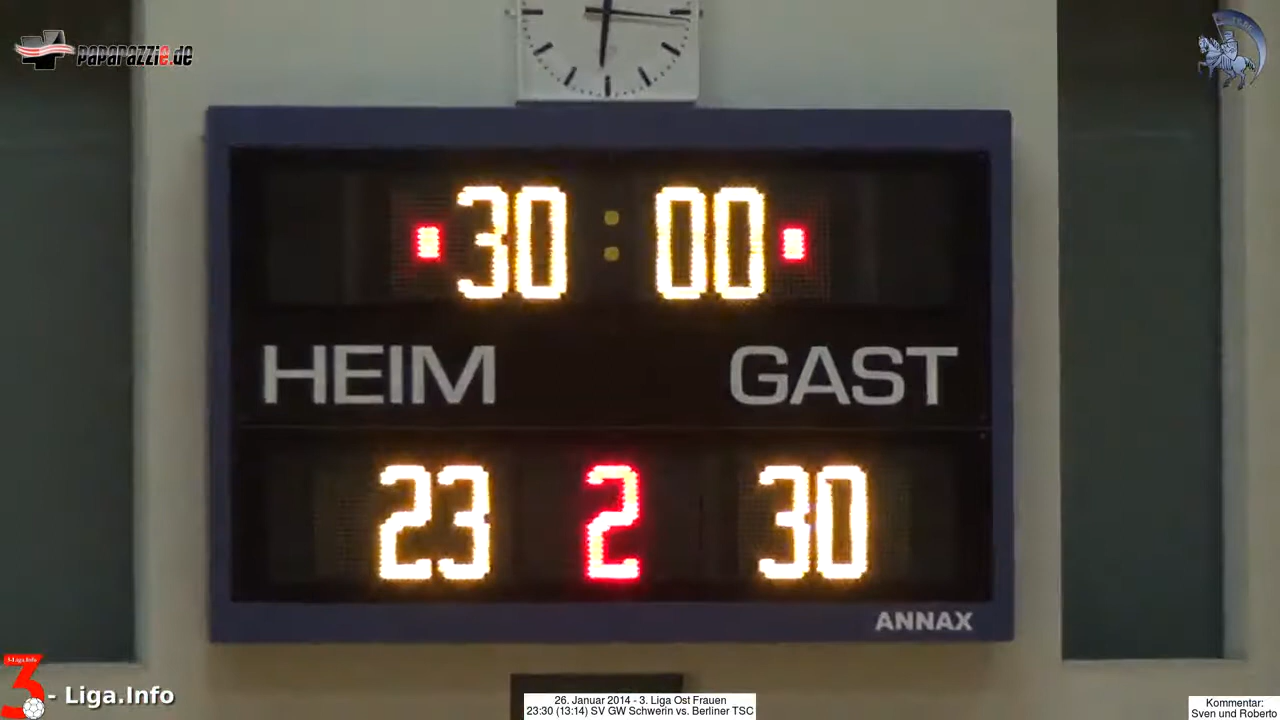 PAPARAZZIE.de
30:00
HEIM GAST
23 2 30
ANNAX
3-Liga.Info
3 - Liga.Info
26. Januar 2014 - 3. Liga Ost Frauen
23:30 (13:14) SV GW Schwerin vs. Berliner TSC
Kommentar:
Sven und Roberto